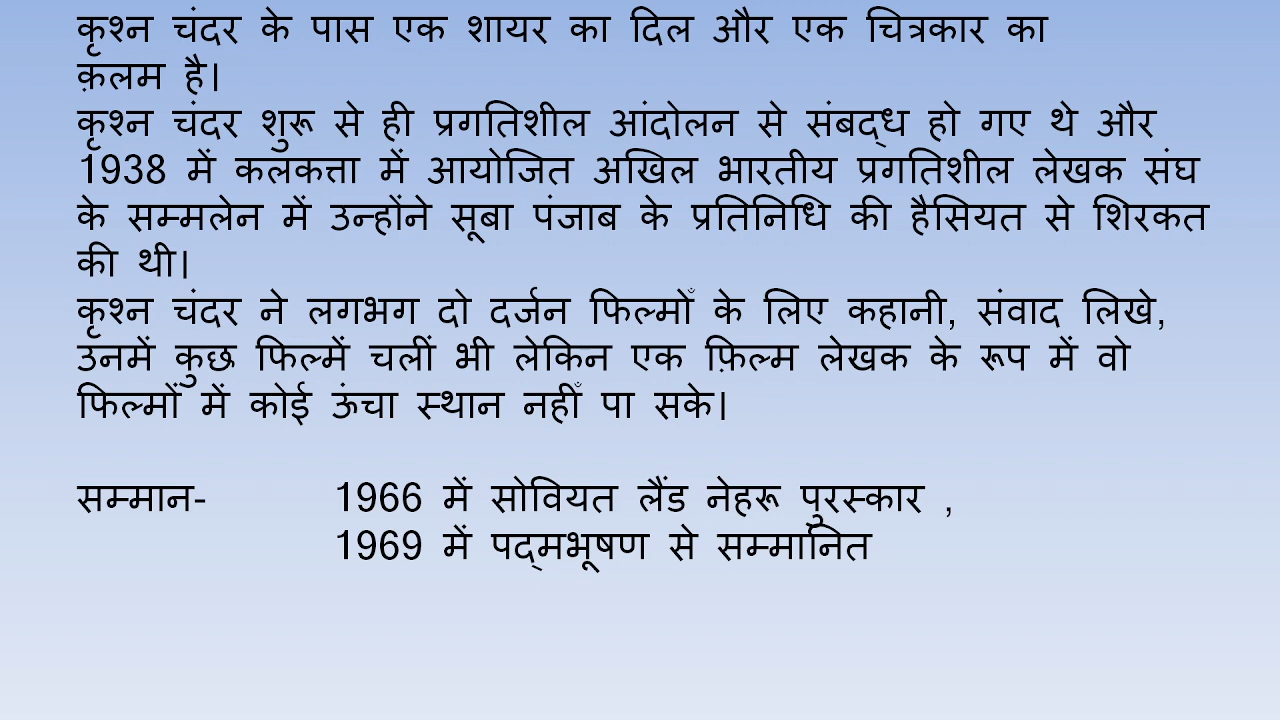 कृश्न चंदर के पास एक शायर का दिल और एक चित्रकार का
क़लम है।
कृश्न चंदर शुरू से ही प्रगतिशील आंदोलन से संबद्ध हो गए थे और
1938 में कलकत्ता में आयोजित अखिल भारतीय प्रगतिशील लेखक संघ
के सम्मलेन में उन्होंने सूबा पंजाब के प्रतिनिधि की हैसियत से शिरकत
की थी।
कृश्न चंदर ने लगभग दो दर्जन फिल्मोँ के लिए कहानी, संवाद लिखे,
उनमें कुछ फिल्में चलीं भी लेकिन एक फ़िल्म लेखक के रूप में वो
फिल्मों में कोई ऊंचा स्थान नहीँ पा सके।
सम्मान- 1966 में सोवियत लैंड नेहरू पुरस्कार ,
1969 में पद्मभूषण से सम्मानित